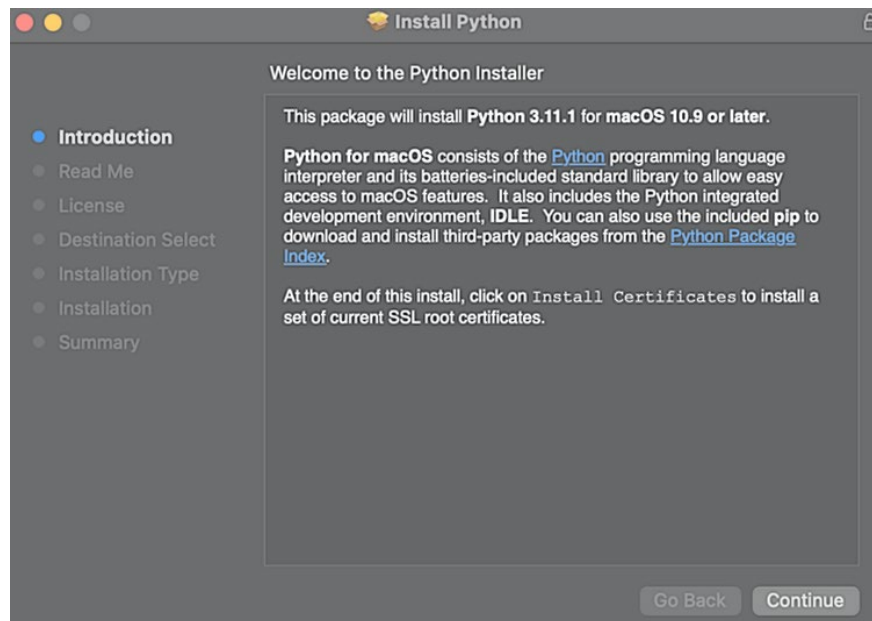 Install Python
Welcome to the Python Installer
Introduction
Read Me
License
Destination Select
Installation Type
Installation
Summary
This package will install Python 3.11.1 for macOS 10.9 or later.
Python for macOS consists of the Python programming language
interpreter and its batteries-included standard library to allow easy
access to macOS features.  It also includes the Python integrated
development environment, IDLE.  You can also use the included pip to
download and install third-party packages from the Python Package
Index.
At the end of this install, click on Install Certificates to install a
set of current SSL root certificates.
Go Back
Continue